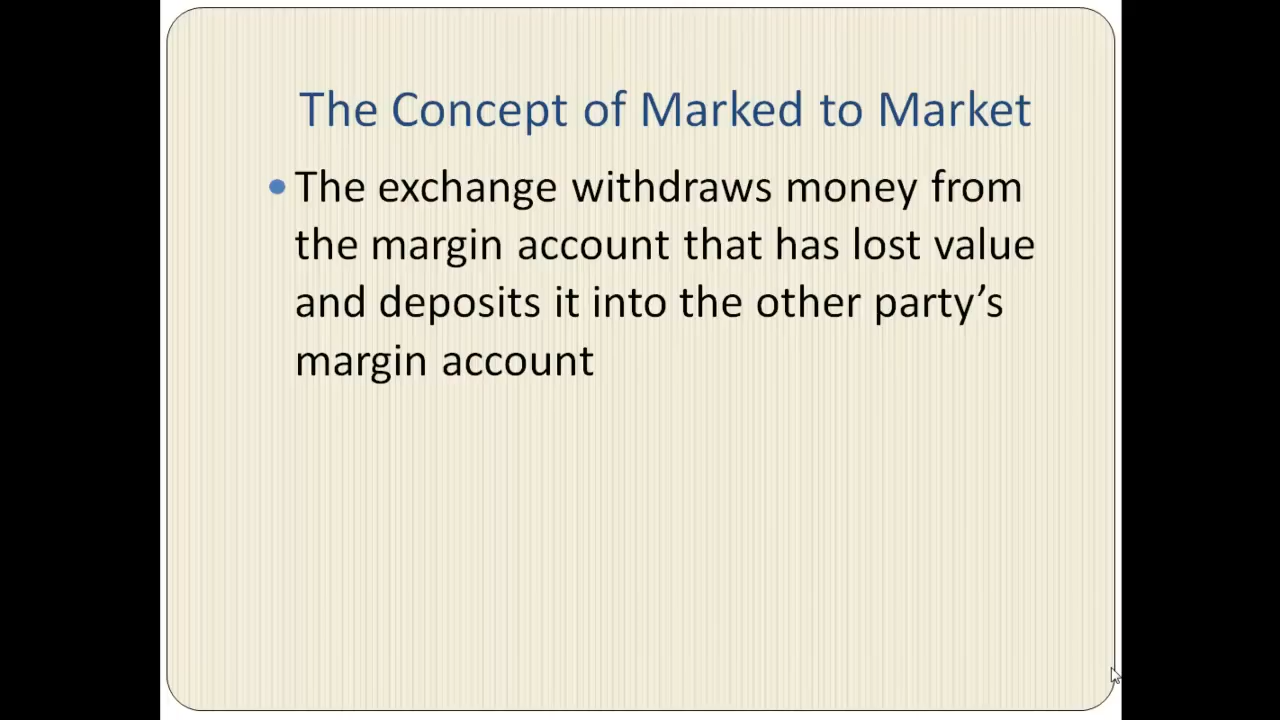 The Concept of Marked to Market
• The exchange withdraws money from
the margin account that has lost value
and deposits it into the other party’s
margin account